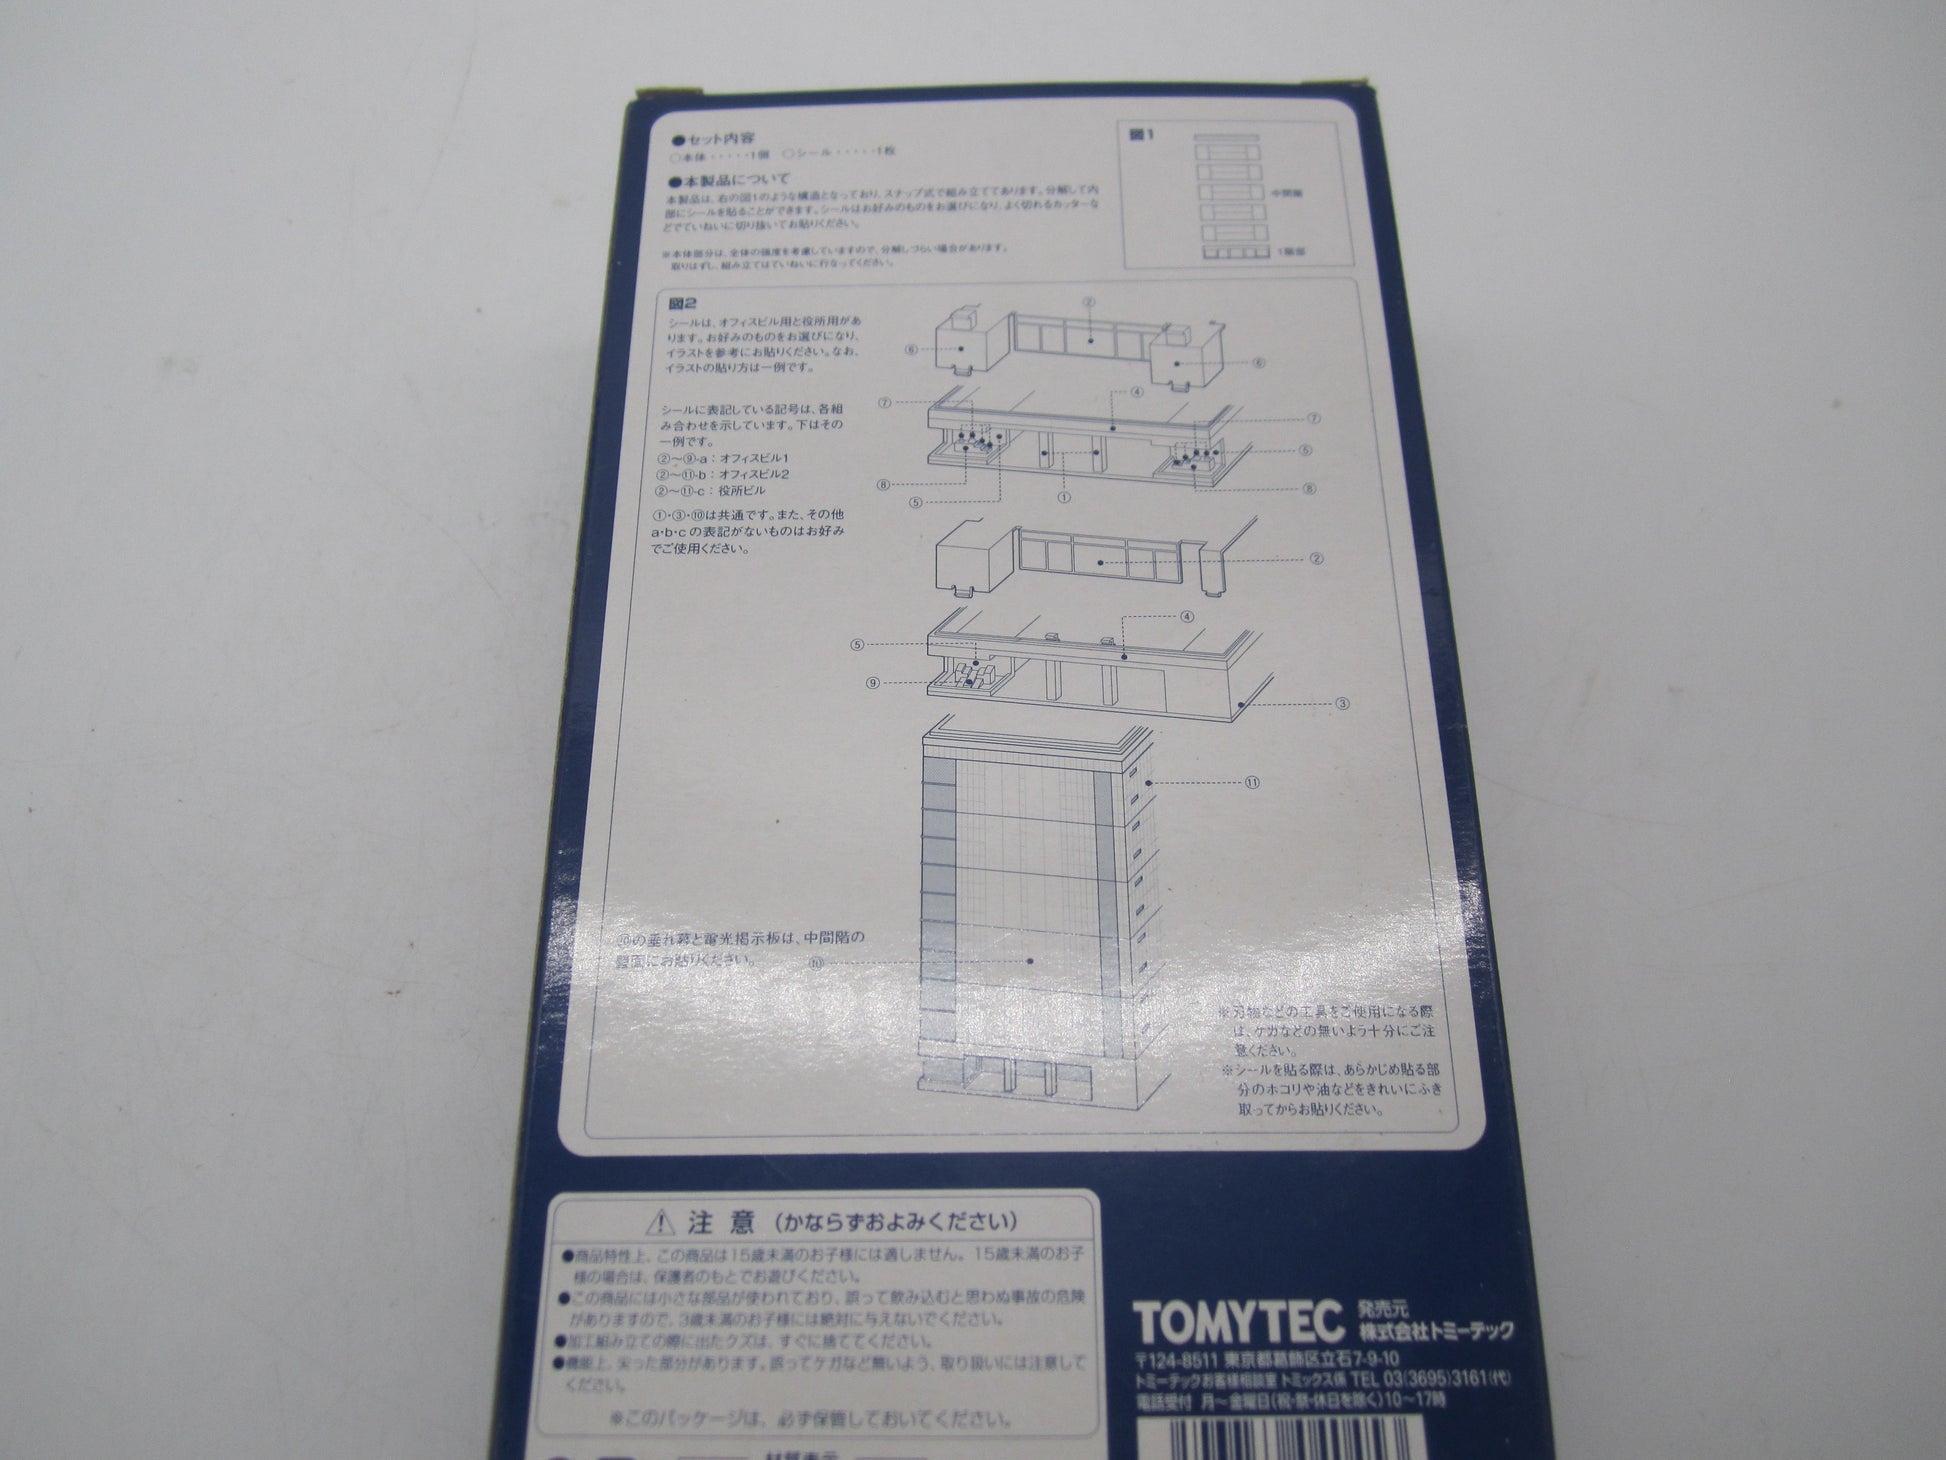 ●セット内容
○本体・・・・・1個　○シール・・・・・1枚
●本製品について
本製品は、右の図1のような構造となっており、スナップ式で組み立ててあります。分解して内
部にシールを貼ることができます。シールはお好みのものをお選びになり、よく切れるカッターな
どでていねいに切り抜いてお貼りください。
※本体部分は、全体の強度を考慮していますので、分解しづらい場合があります。
取りはずし、組み立てはていねいに行なってください。
図1
中間階
1階部
図2
シールは、オフィスビル用と役所用があ
ります。お好みのものをお選びになり、
イラストを参考にお貼りください。なお、
イラストの貼り方は一例です。
シールに表記している記号は、各組
み合わせを示しています。下はその
一例です。
②〜⑨-a：オフィスビル1
②〜⑪-b：オフィスビル2
②〜⑪-c：役所ビル
①・③・⑩は共通です。また、その他
a・b・cの表記がないものはお好み
でご使用ください。
②
⑥
⑥
④
⑦
⑦
⑤
⑧
⑧
⑤
①
②
④
⑤
⑨
③
⑪
⑩の垂れ幕と電光掲示板は、中間階の
壁面にお貼りください。
⑩
※刃物などの工具をご使用になる際
は、ケガなどの無いよう十分にご注
意ください。
※シールを貼る際は、あらかじめ貼る部
分のホコリや油などをきれいにふき
取ってからお貼りください。
⚠ 注 意（かならずおよみください）
●商品特性上、この商品は15歳未満のお子様には適しません。15歳未満のお子
様の場合は、保護者のもとでお遊びください。
●この商品には小さな部品が使われており、誤って飲み込むと思わぬ事故の危険
がありますので、3歳未満のお子様には絶対に与えないでください。
●加工組み立ての際に出たクズは、すぐに捨ててください。
●機能上、尖った部分があります。誤ってケガなど無いよう、取り扱いには注意して
ください。
※このパッケージは、必ず保管しておいてください。
材質表示
TOMYTEC 発売元
株式会社トミーテック
〒124-8511 東京都葛飾区立石7-9-10
トミーテックお客様相談室 トミックス係 TEL 03(3695)3161(代)
電話受付 月〜金曜日(祝・祭・休日を除く)10〜17時